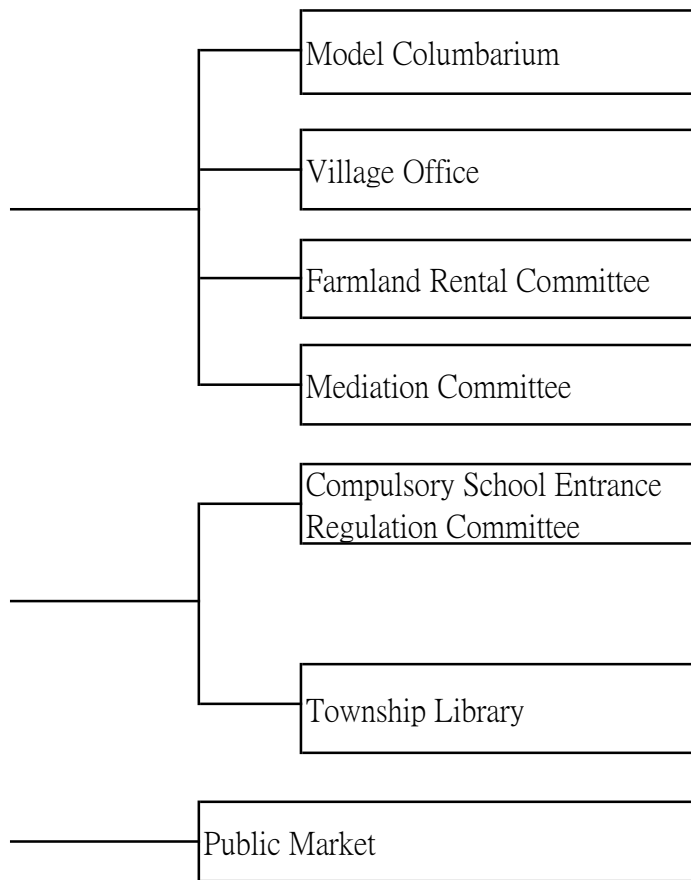 Model Columbarium
Village Office
Farmland Rental Committee
Mediation Committee
Compulsory School Entrance
Regulation Committee
Township Library
Public Market